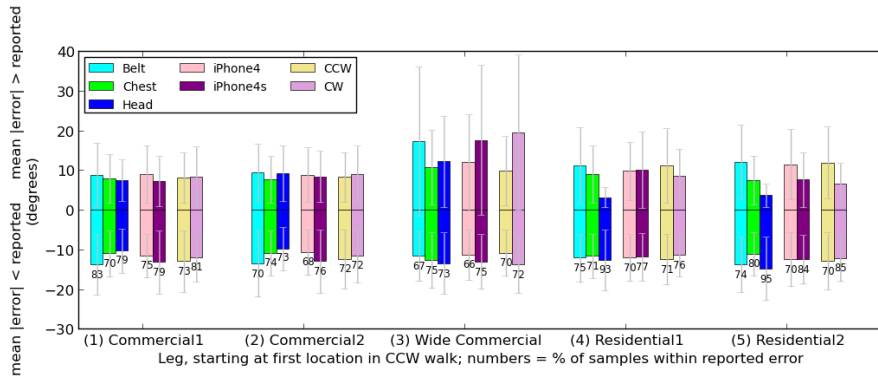 mean |error| < reported mean |error| > reported
(degrees)
40
30
20
10
0
−10
−20
−30
Belt
Chest
Head
iPhone4
iPhone4s
CCW
CW
83 70 79 75 79 73 81
70 74 73 68 76 72 72
67 75 73 66 75 70 72
75 71 93 70 77 71 76
74 80 95 70 84 70 85
(1) Commercial1 (2) Commercial2 (3) Wide Commercial (4) Residential1 (5) Residential2
Leg, starting at first location in CCW walk; numbers = % of samples within reported error